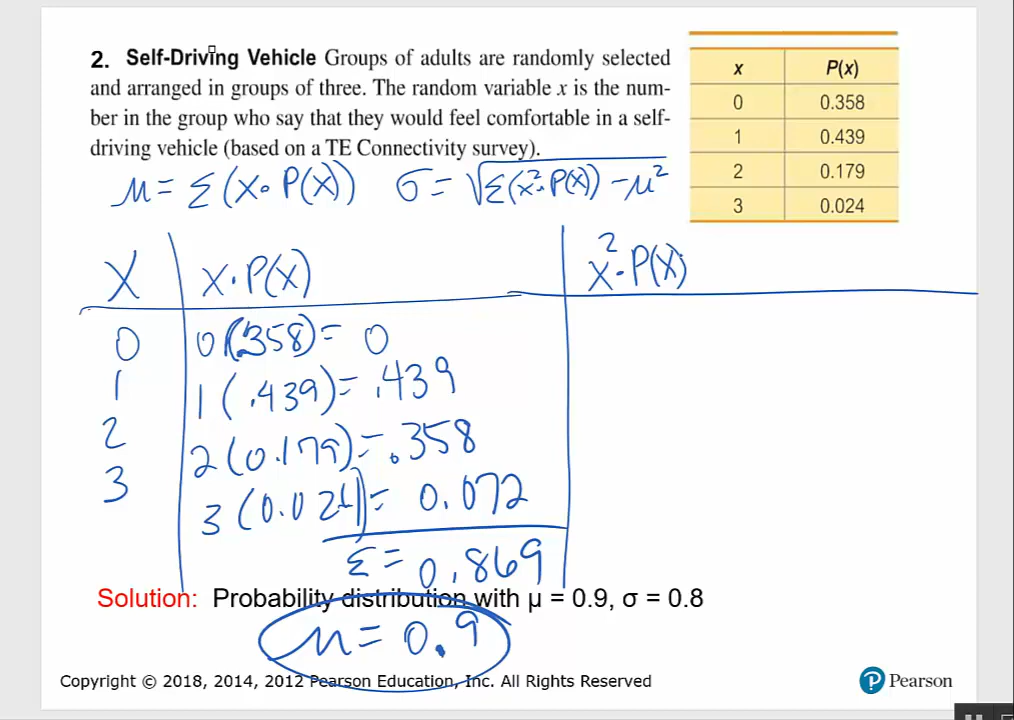 2. Self-Driving Vehicle Groups of adults are randomly selected
and arranged in groups of three. The random variable x is the num-
ber in the group who say that they would feel comfortable in a self-
driving vehicle (based on a TE Connectivity survey).
x P(x)
0 0.358
1 0.439
2 0.179
3 0.024
μ = Σ (x • P(x)) σ = √Σ(x²• P(x)) − μ²
X X • P(X) X² • P(X)
0 0(.358) = 0
1 1(.439) = .439
2 2(0.179) = .358
3 3(0.024) = 0.072
Σ = 0.869
Solution: Probability distribution with μ = 0.9, σ = 0.8
μ = 0.9
Copyright © 2018, 2014, 2012 Pearson Education, Inc. All Rights Reserved
P Pearson